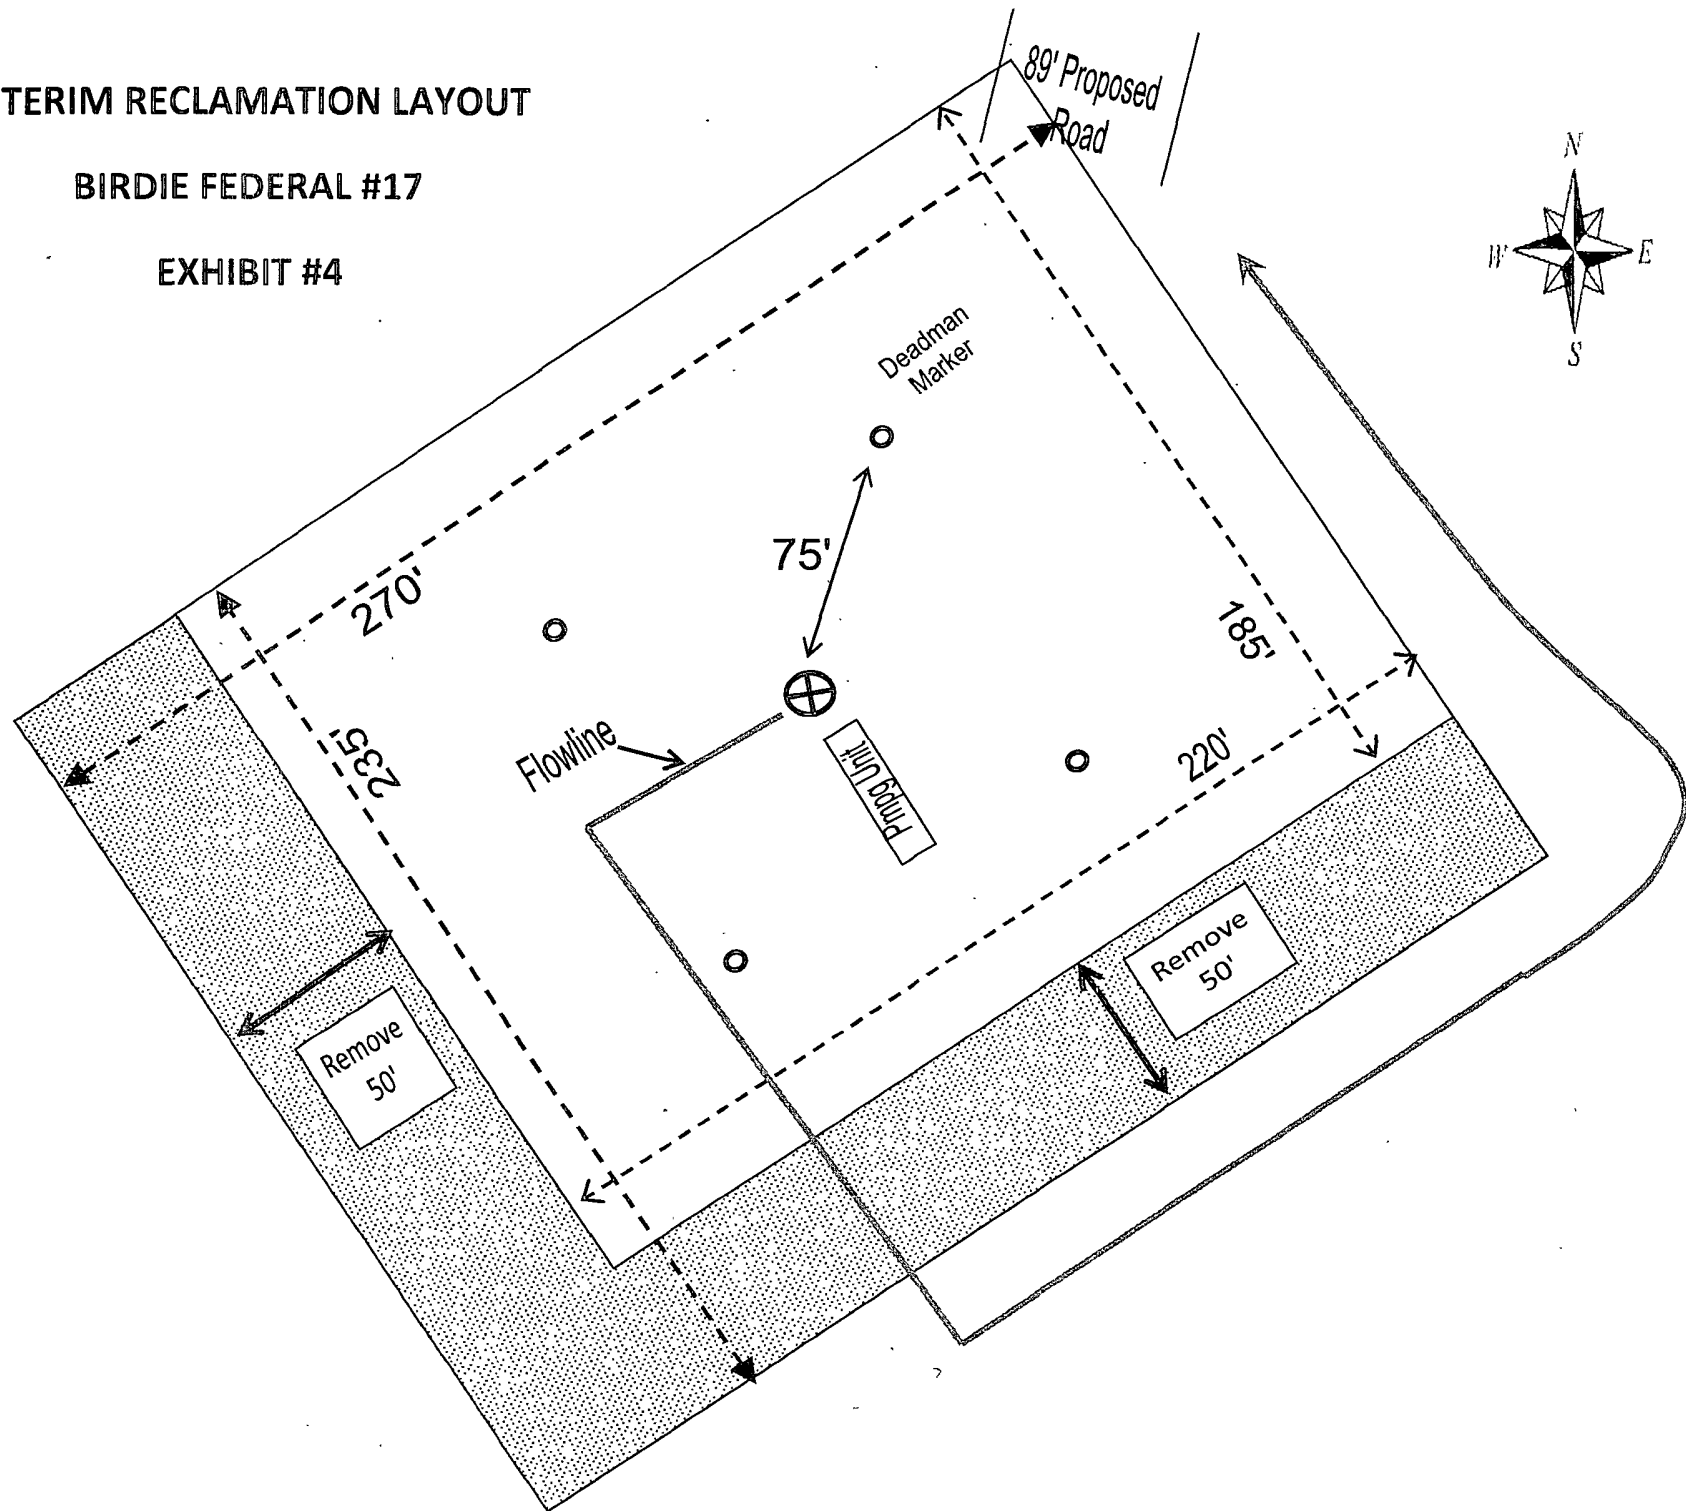 TERIM RECLAMATION LAYOUT
BIRDIE FEDERAL #17
EXHIBIT #4
89' Proposed
Road
N
W
E
S
Deadman
Marker
75'
270'
185'
235'
Flowline
Pmpg Unit
220'
Remove
50'
Remove
50'